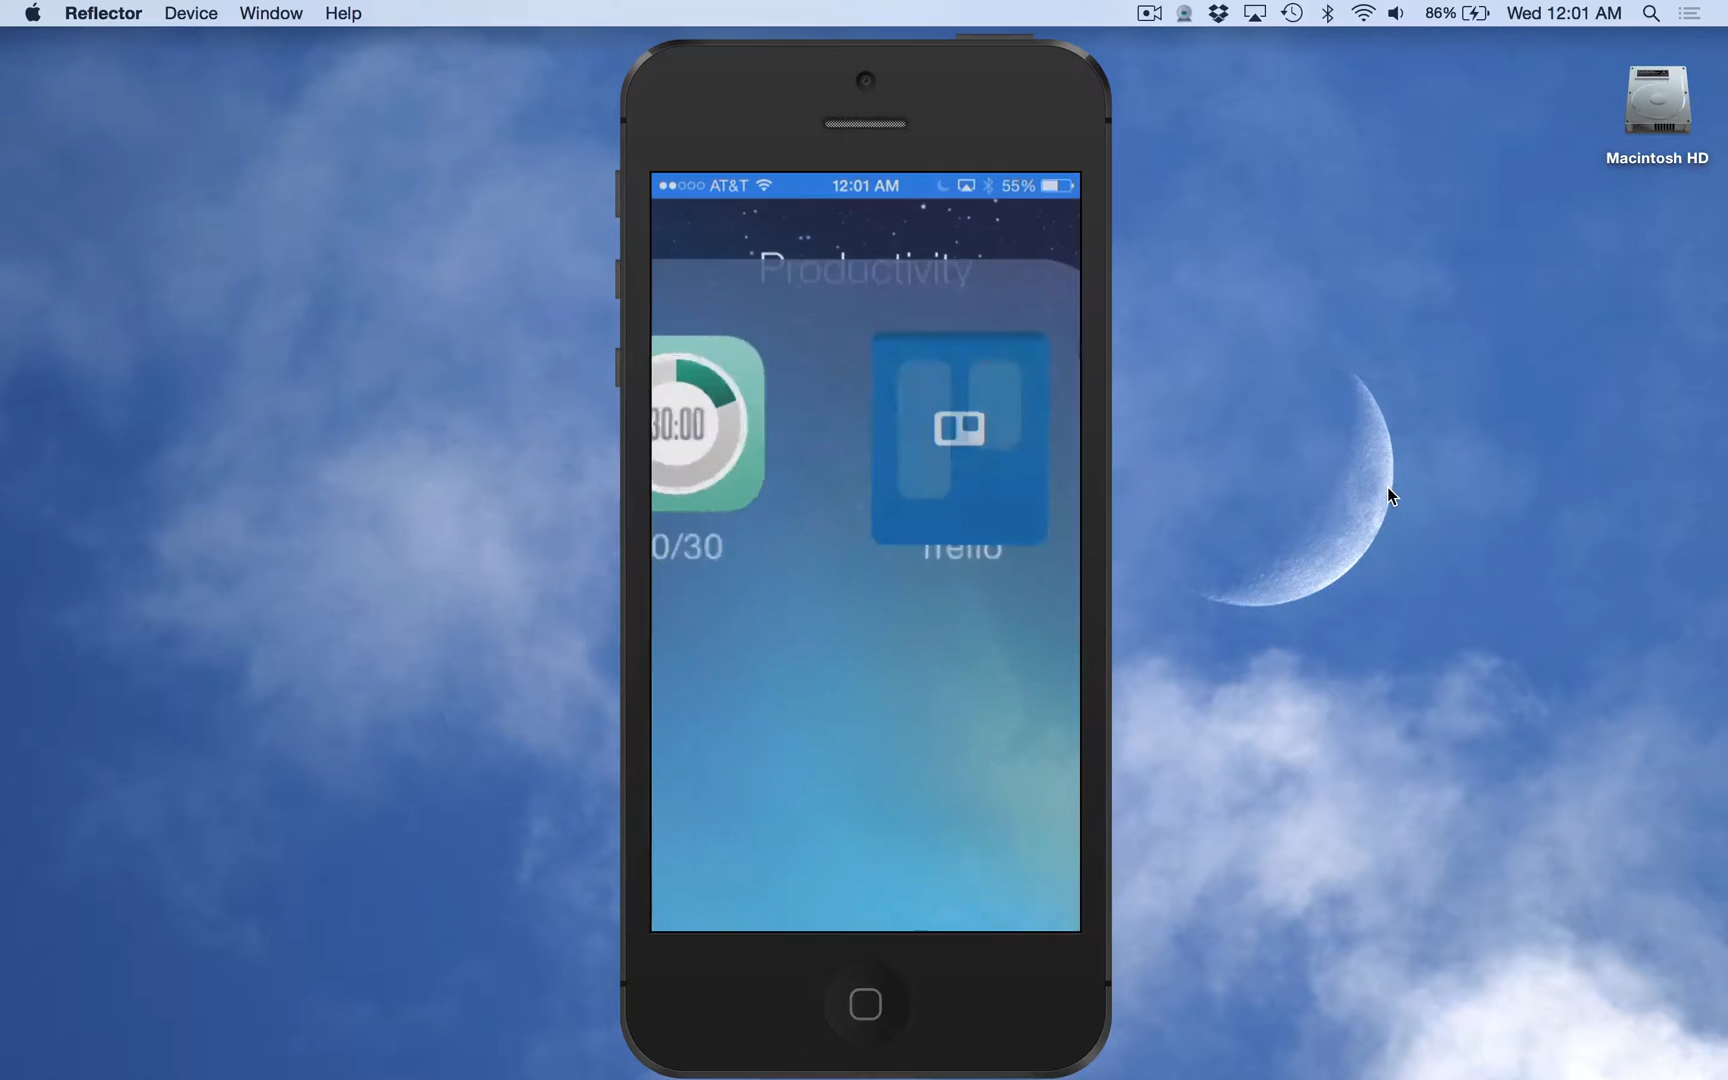 Reflector Device Window Help 86% Wed 12:01 AM
Macintosh HD
AT&T 12:01 AM 55%
Productivity
30:00
0/30 Trello